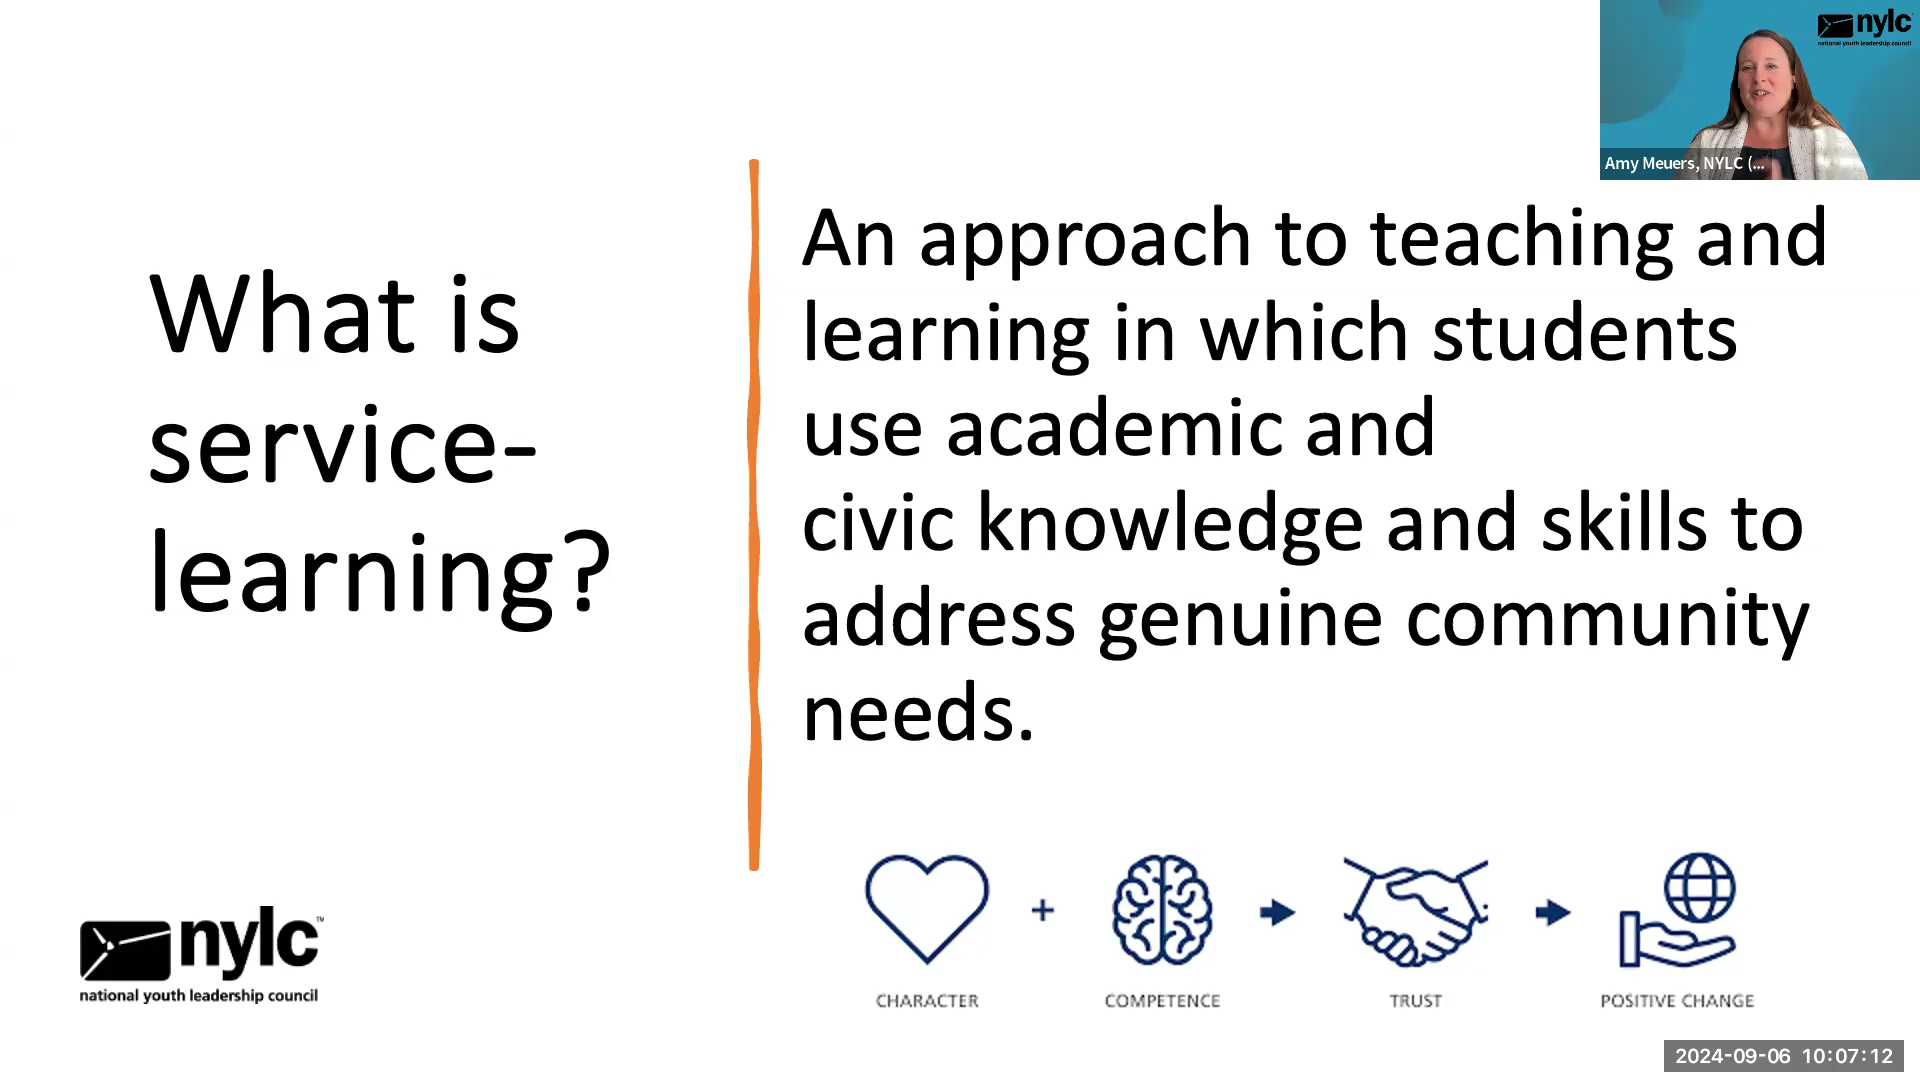 nylc
national youth leadership council
Amy Meuers, NYLC (...
What is
service-
learning?
An approach to teaching and
learning in which students
use academic and
civic knowledge and skills to
address genuine community
needs.
nylc™
national youth leadership council
+
CHARACTER
COMPETENCE
TRUST
POSITIVE CHANGE
2024-09-06 10:07:12